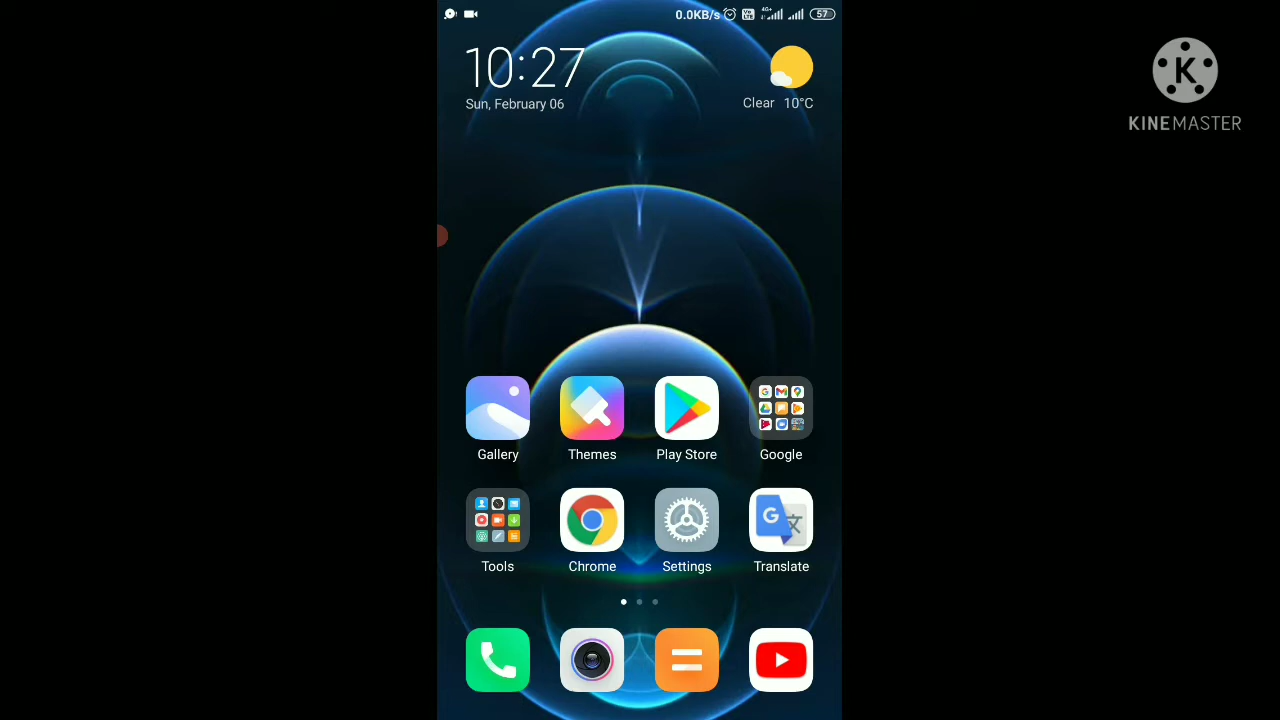 0.0KB/s 4G+ 57
10:27
Sun, February 06
Clear 10°C
K
KINEMASTER
Gallery Themes Play Store Google
Tools Chrome Settings Translate